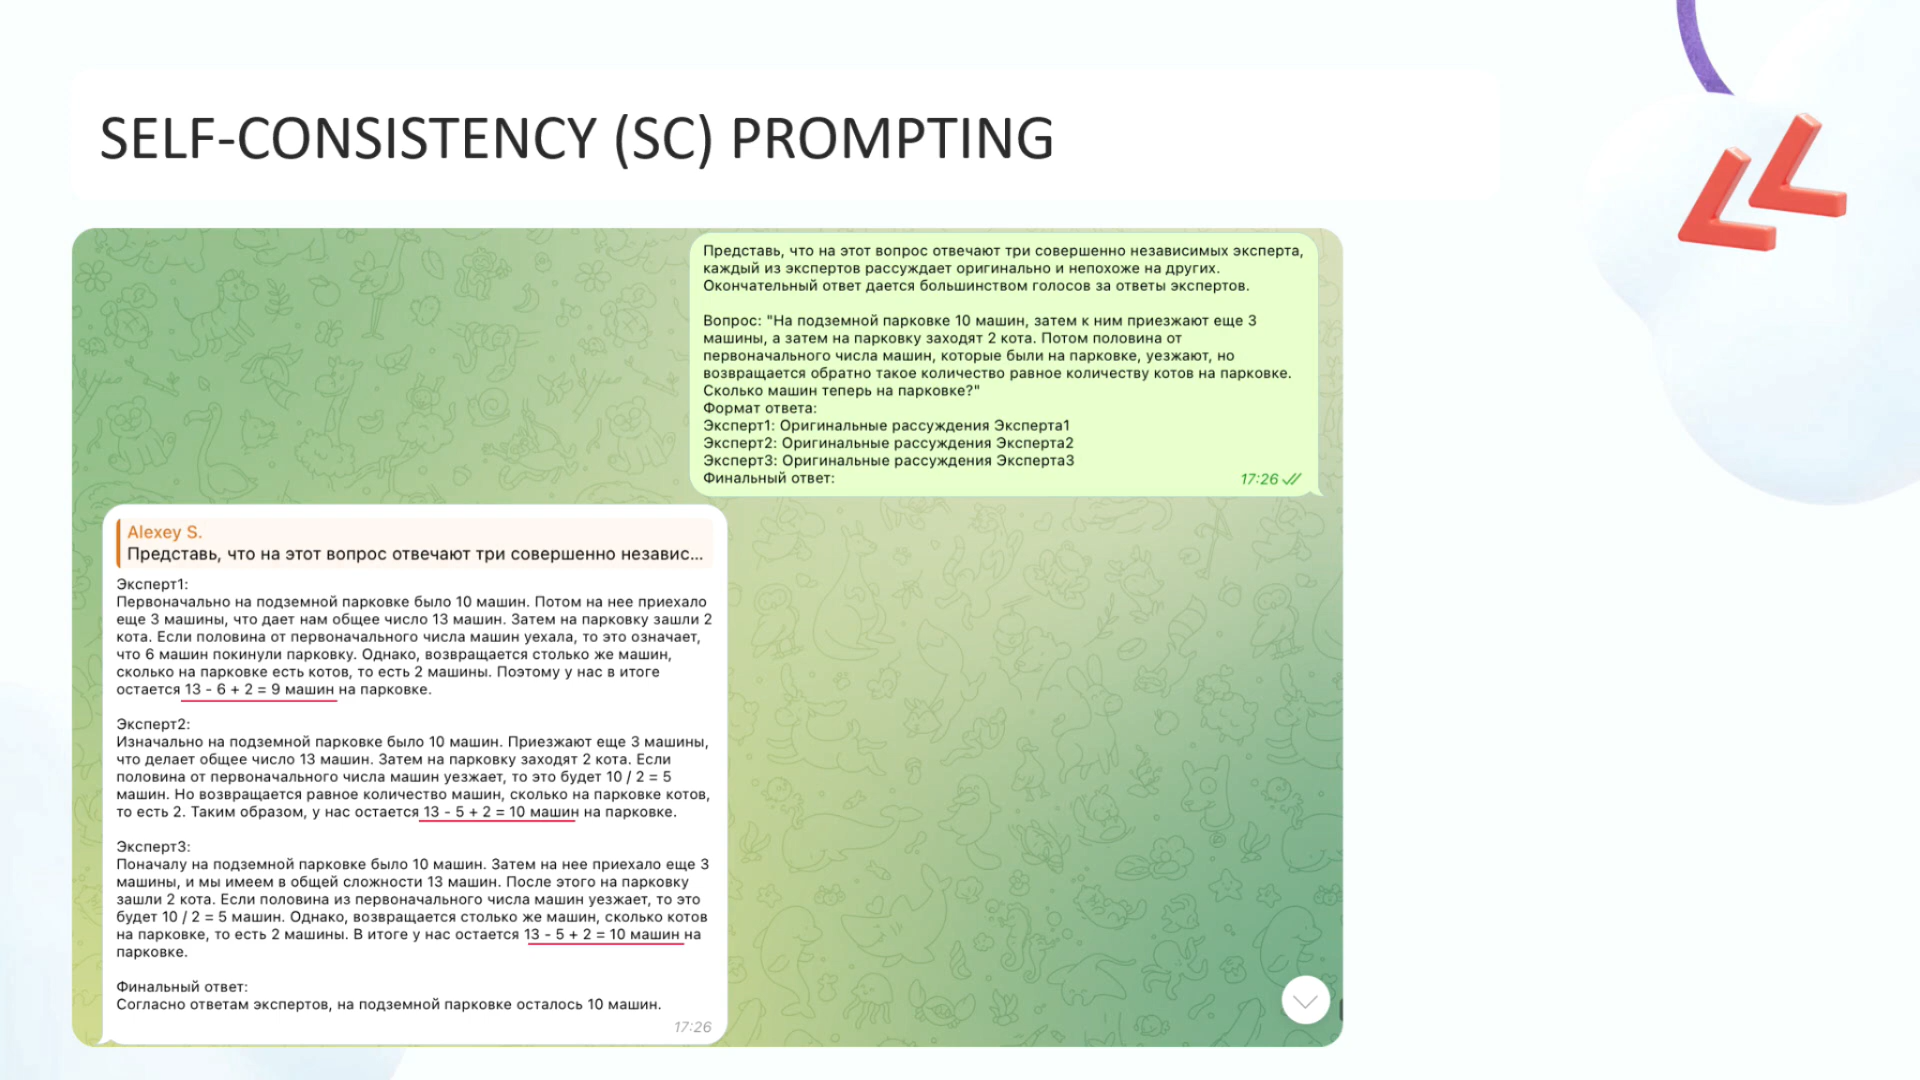 SELF-CONSISTENCY (SC) PROMPTING
Представь, что на этот вопрос отвечают три совершенно независимых эксперта,
каждый из экспертов рассуждает оригинально и непохоже на других.
Окончательный ответ дается большинством голосов за ответы экспертов.
Вопрос: "На подземной парковке 10 машин, затем к ним приезжают еще 3
машины, а затем на парковку заходят 2 кота. Потом половина от
первоначального числа машин, которые были на парковке, уезжают, но
возвращается обратно такое количество равное количеству котов на парковке.
Сколько машин теперь на парковке?"
Формат ответа:
Эксперт1: Оригинальные рассуждения Эксперта1
Эксперт2: Оригинальные рассуждения Эксперта2
Эксперт3: Оригинальные рассуждения Эксперта3
Финальный ответ:
17:26
Alexey S.
Представь, что на этот вопрос отвечают три совершенно независ...
Эксперт1:
Первоначально на подземной парковке было 10 машин. Потом на нее приехало
еще 3 машины, что дает нам общее число 13 машин. Затем на парковку зашли 2
кота. Если половина от первоначального числа машин уехала, то это означает,
что 6 машин покинули парковку. Однако, возвращается столько же машин,
сколько на парковке есть котов, то есть 2 машины. Поэтому у нас в итоге
остается 13 - 6 + 2 = 9 машин на парковке.
Эксперт2:
Изначально на подземной парковке было 10 машин. Приезжают еще 3 машины,
что делает общее число 13 машин. Затем на парковку заходят 2 кота. Если
половина от первоначального числа машин уезжает, то это будет 10 / 2 = 5
машин. Но возвращается равное количество машин, сколько на парковке котов,
то есть 2. Таким образом, у нас остается 13 - 5 + 2 = 10 машин на парковке.
Эксперт3:
Поначалу на подземной парковке было 10 машин. Затем на нее приехало еще 3
машины, и мы имеем в общей сложности 13 машин. После этого на парковку
зашли 2 кота. Если половина из первоначального числа машин уезжает, то это
будет 10 / 2 = 5 машин. Однако, возвращается столько же машин, сколько котов
на парковке, то есть 2 машины. В итоге у нас остается 13 - 5 + 2 = 10 машин на
парковке.
Финальный ответ:
Согласно ответам экспертов, на подземной парковке осталось 10 машин.
17:26